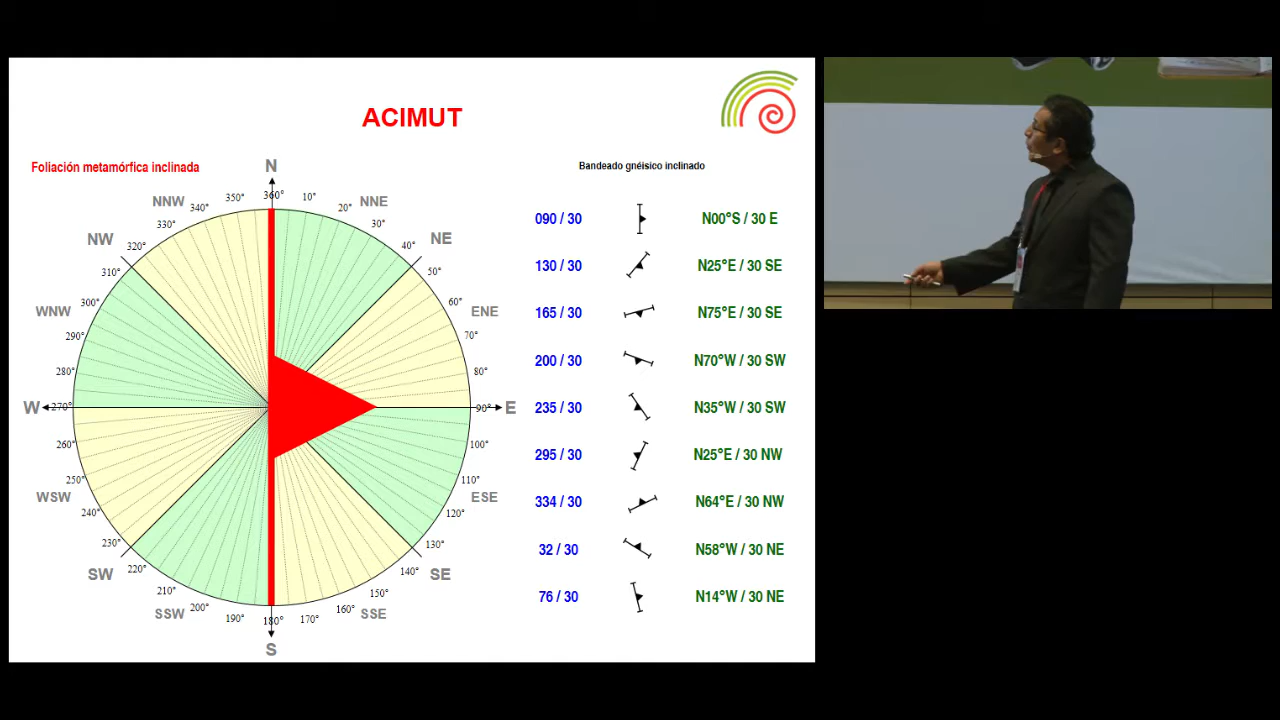 ACIMUT
Foliación metamórfica inclinada
N
NNW
350°
360°
10°
NNE
340°
20°
330°
30°
NW
320°
40°
NE
310°
50°
300°
60°
WNW
ENE
290°
70°
280°
80°
W
270°
90°
E
260°
100°
250°
110°
WSW
ESE
240°
120°
230°
130°
SW
220°
140°
SE
210°
150°
SSW
200°
160°
SSE
190°
180°
170°
S
Bandeado gnéisico inclinado
090 / 30 N00°S / 30 E
130 / 30 N25°E / 30 SE
165 / 30 N75°E / 30 SE
200 / 30 N70°W / 30 SW
235 / 30 N35°W / 30 SW
295 / 30 N25°E / 30 NW
334 / 30 N64°E / 30 NW
32 / 30 N58°W / 30 NE
76 / 30 N14°W / 30 NE